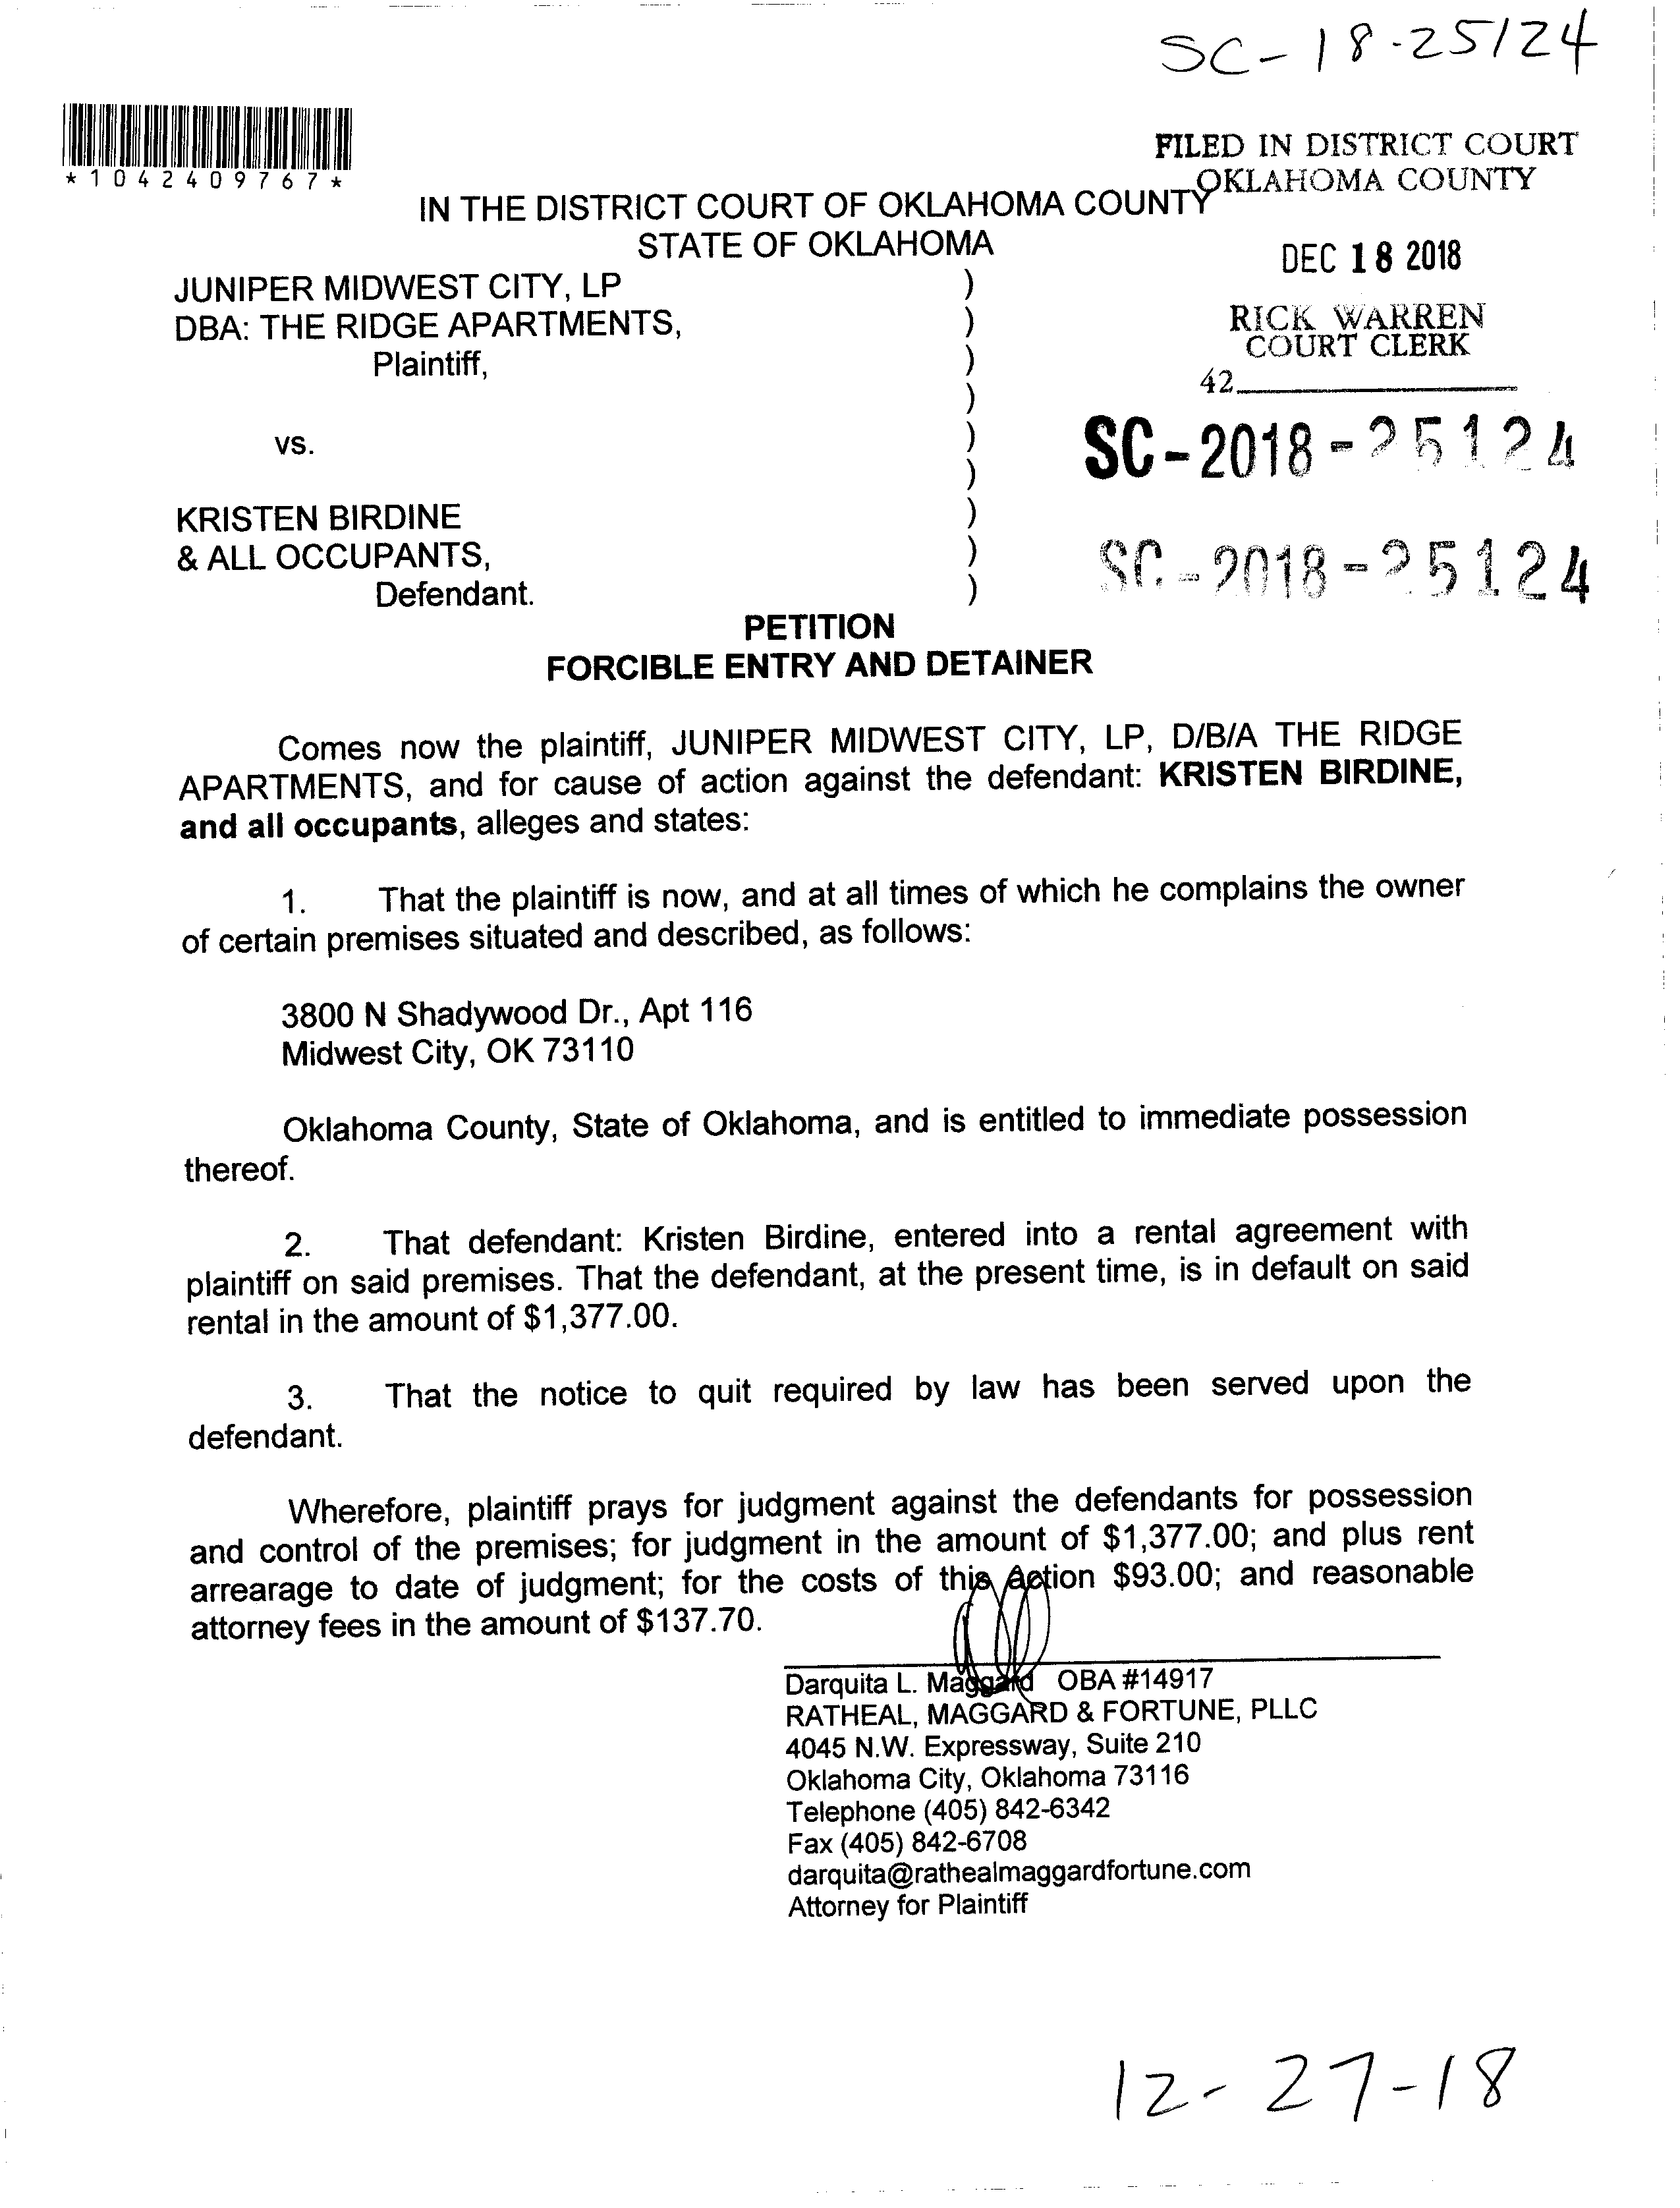 SC-18-25124
*1042409767*
FILED IN DISTRICT COURT
OKLAHOMA COUNTY
IN THE DISTRICT COURT OF OKLAHOMA COUNTY
STATE OF OKLAHOMA
DEC 18 2018
JUNIPER MIDWEST CITY, LP )
DBA: THE RIDGE APARTMENTS, )
Plaintiff, )
RICK WARREN
COURT CLERK
42
)
vs. )
)
SC-2018-25124
KRISTEN BIRDINE )
& ALL OCCUPANTS, )
Defendant. )
SC-2018-25124
PETITION
FORCIBLE ENTRY AND DETAINER
Comes now the plaintiff, JUNIPER MIDWEST CITY, LP, D/B/A THE RIDGE
APARTMENTS, and for cause of action against the defendant: KRISTEN BIRDINE,
and all occupants, alleges and states:
1. That the plaintiff is now, and at all times of which he complains the owner
of certain premises situated and described, as follows:
3800 N Shadywood Dr., Apt 116
Midwest City, OK 73110
Oklahoma County, State of Oklahoma, and is entitled to immediate possession
thereof.
2. That defendant: Kristen Birdine, entered into a rental agreement with
plaintiff on said premises. That the defendant, at the present time, is in default on said
rental in the amount of $1,377.00.
3. That the notice to quit required by law has been served upon the
defendant.
Wherefore, plaintiff prays for judgment against the defendants for possession
and control of the premises; for judgment in the amount of $1,377.00; and plus rent
arrearage to date of judgment; for the costs of this Action $93.00; and reasonable
attorney fees in the amount of $137.70.
Darquita L. Maggard OBA #14917
RATHEAL, MAGGARD & FORTUNE, PLLC
4045 N.W. Expressway, Suite 210
Oklahoma City, Oklahoma 73116
Telephone (405) 842-6342
Fax (405) 842-6708
darquita@rathealmaggardfortune.com
Attorney for Plaintiff
12-27-18